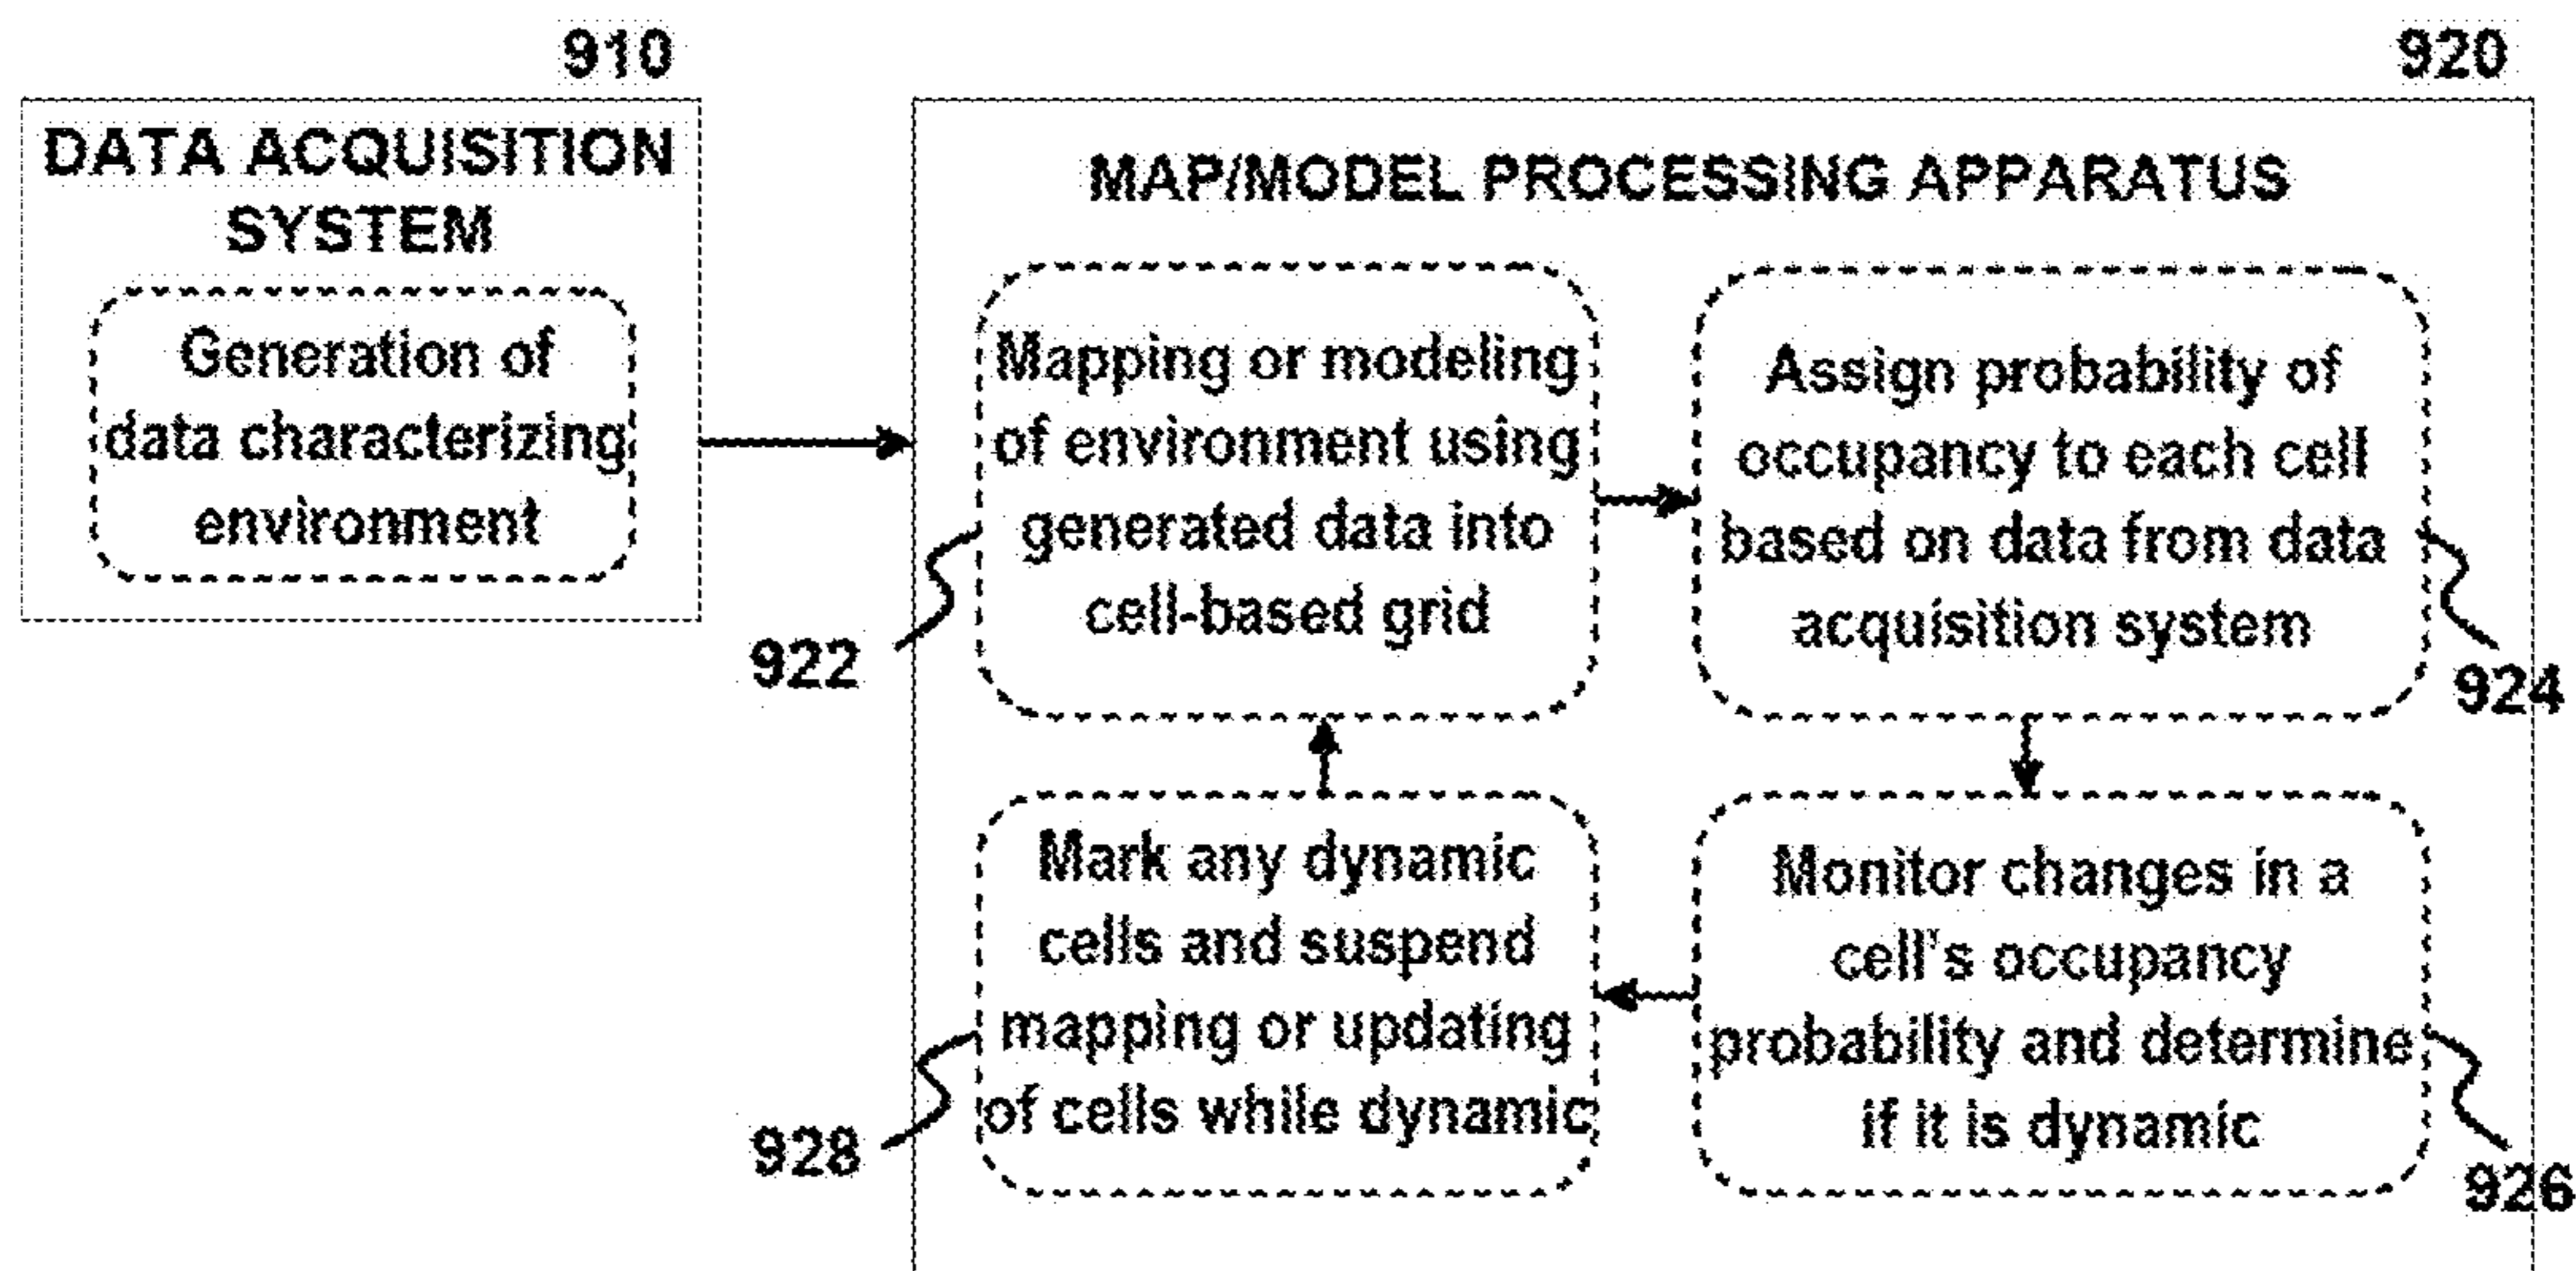 910
DATA ACQUISITION
SYSTEM
Generation of
data characterizing
environment
920
MAP/MODEL PROCESSING APPARATUS
Mapping or modeling
of environment using
generated data into
cell-based grid
922
Assign probability of
occupancy to each cell
based on data from data
acquisition system
924
Mark any dynamic
cells and suspend
mapping or updating
of cells while dynamic
928
Monitor changes in a
cell's occupancy
probability and determine
if it is dynamic
926